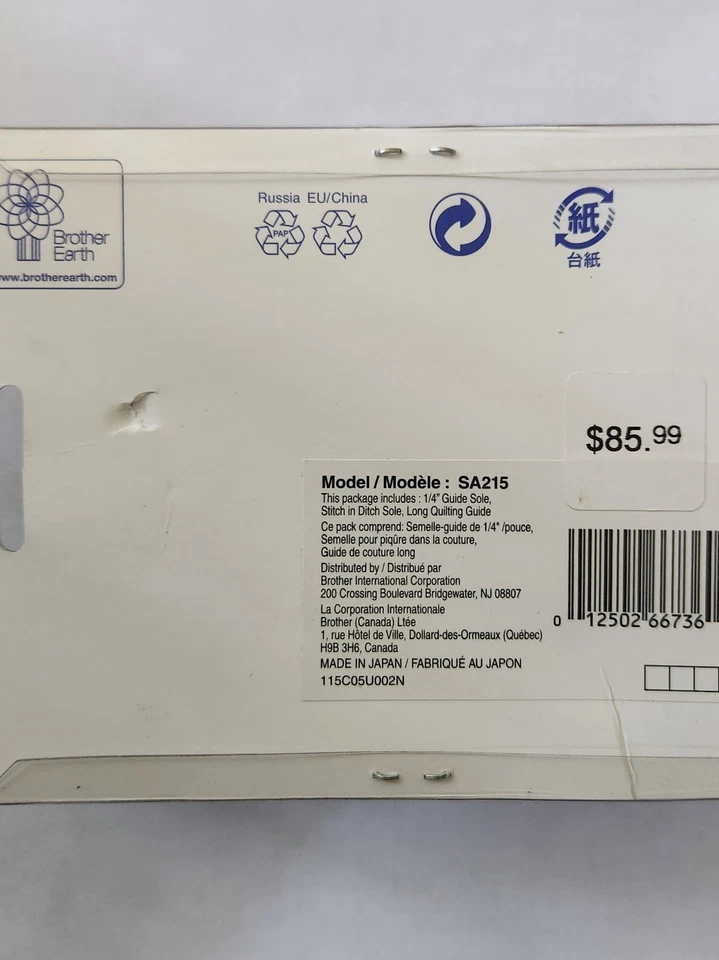 Brother
Earth
www.brotherearth.com
Russia EU/China
PAP
紙
台紙
$85.99
Model / Modèle : SA215
This package includes : 1/4" Guide Sole,
Stitch in Ditch Sole, Long Quilting Guide
Ce pack comprend: Semelle-guide de 1/4" /pouce,
Semelle pour piqûre dans la couture,
Guide de couture long
Distributed by / Distribué par
Brother International Corporation
200 Crossing Boulevard Bridgewater, NJ 08807
La Corporation Internationale
Brother (Canada) Ltée
1, rue Hôtel de Ville, Dollard-des-Ormeaux (Québec)
H9B 3H6, Canada
MADE IN JAPAN / FABRIQUÉ AU JAPON
115C05U002N
0 12502 66736